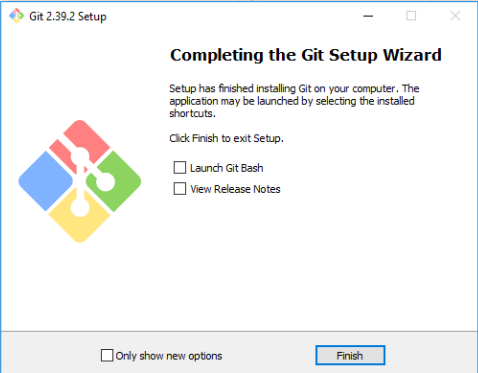 Git 2.39.2 Setup
Completing the Git Setup Wizard
Setup has finished installing Git on your computer. The
application may be launched by selecting the installed
shortcuts.
Click Finish to exit Setup.
Launch Git Bash
View Release Notes
Only show new options
Finish